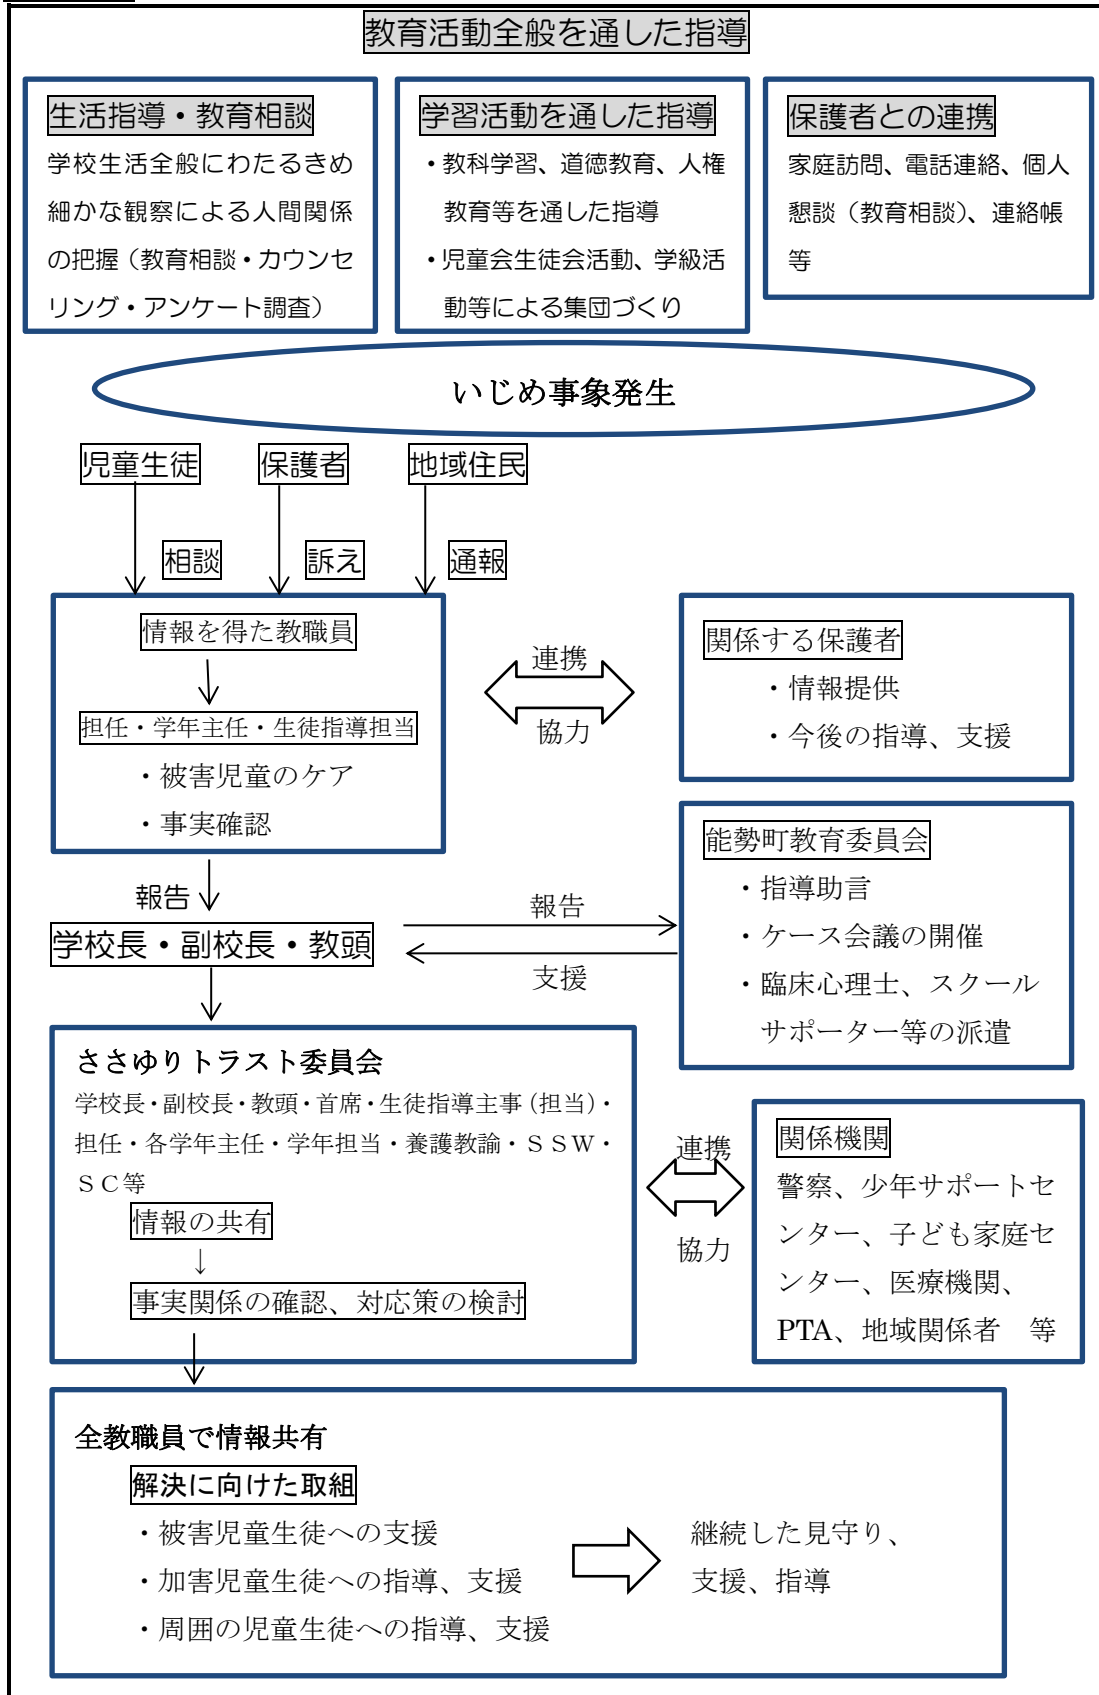 教育活動全般を通した指導
生活指導・教育相談
学校生活全般にわたるきめ
細かな観察による人間関係
の把握（教育相談・カウンセ
リング・アンケート調査）
学習活動を通した指導
・教科学習、道徳教育、人権
教育等を通した指導
・児童会生徒会活動、学級活
動等による集団づくり
保護者との連携
家庭訪問、電話連絡、個人
懇談（教育相談）、連絡帳
等
いじめ事象発生
児童生徒
保護者
地域住民
相談
訴え
通報
情報を得た教職員
担任・学年主任・生徒指導担当
・被害児童のケア
・事実確認
連携
協力
関係する保護者
・情報提供
・今後の指導、支援
報告
学校長・副校長・教頭
報告
支援
能勢町教育委員会
・指導助言
・ケース会議の開催
・臨床心理士、スクール
サポーター等の派遣
ささゆりトラスト委員会
学校長・副校長・教頭・首席・生徒指導主事（担当）・
担任・各学年主任・学年担当・養護教諭・ＳＳＷ・
ＳＣ等
情報の共有
↓
事実関係の確認、対応策の検討
連携
協力
関係機関
警察、少年サポートセ
ンター、子ども家庭セ
ンター、医療機関、
PTA、地域関係者　等
全教職員で情報共有
解決に向けた取組
・被害児童生徒への支援
・加害児童生徒への指導、支援
・周囲の児童生徒への指導、支援
継続した見守り、
支援、指導